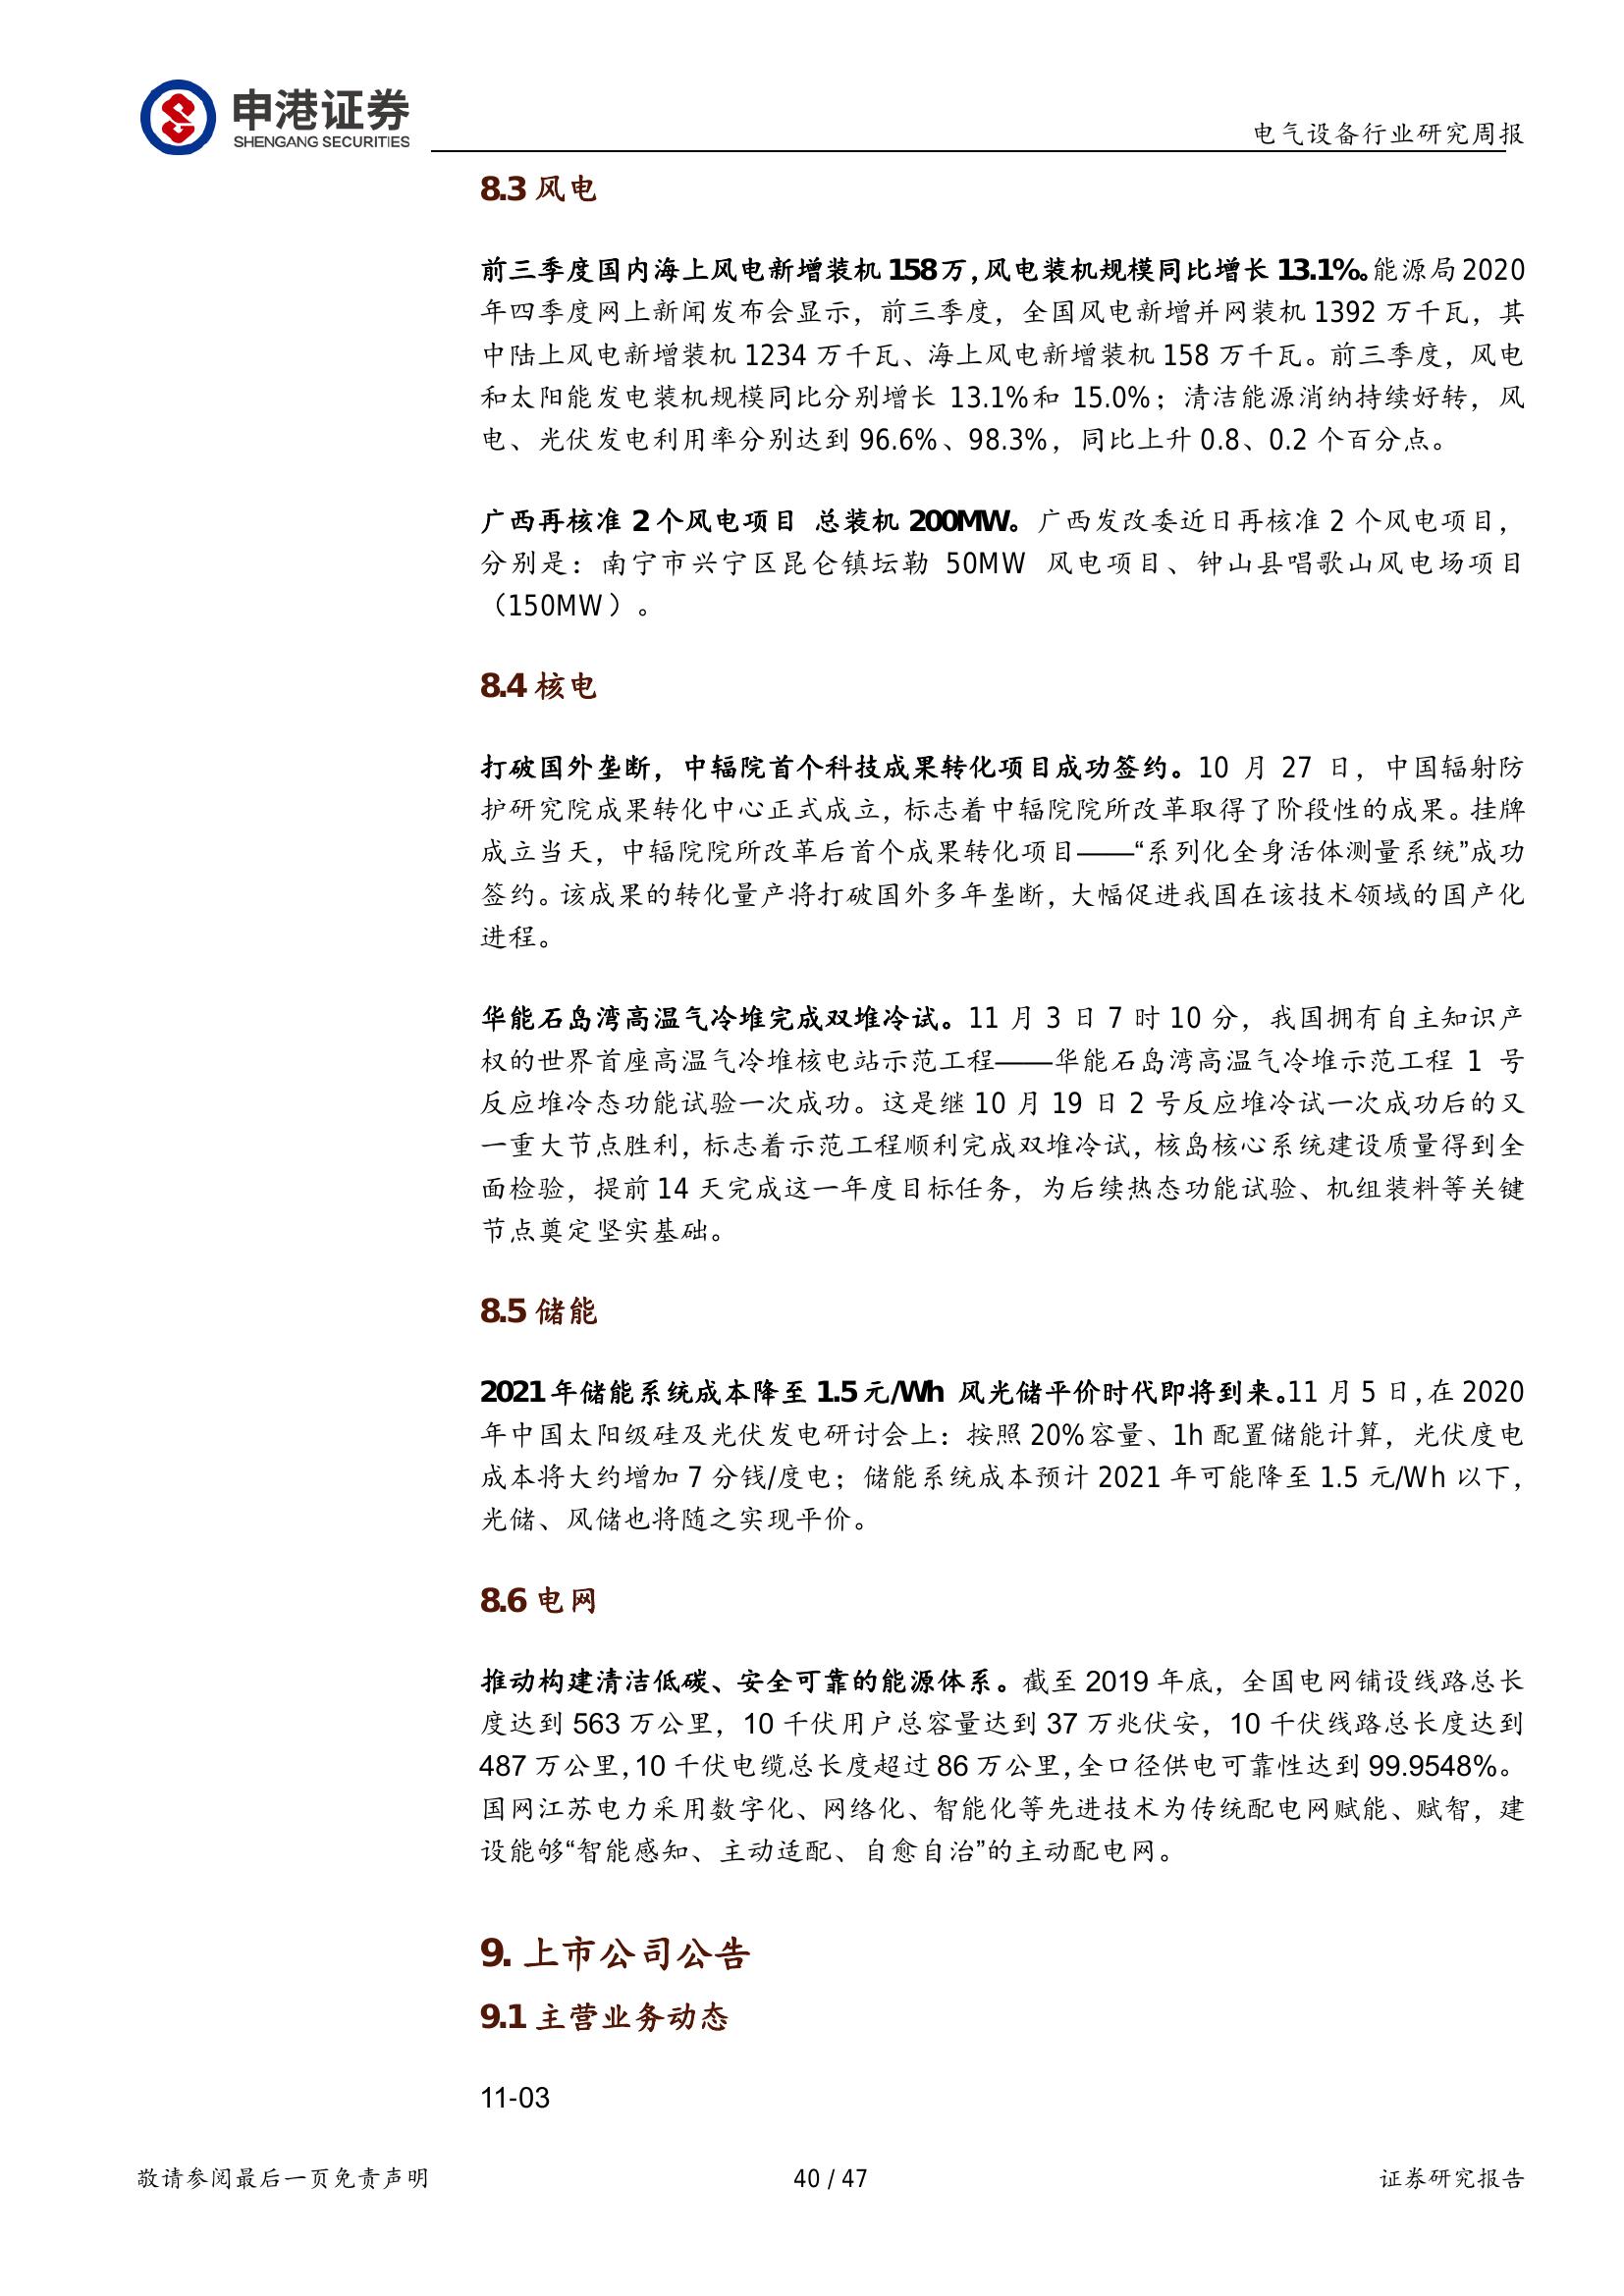 申港证券
SHENGANG SECURITIES
电气设备行业研究周报
8.3 风电
前三季度国内海上风电新增装机 158 万，风电装机规模同比增长 13.1%。能源局 2020
年四季度网上新闻发布会显示，前三季度，全国风电新增并网装机 1392 万千瓦，其
中陆上风电新增装机 1234 万千瓦、海上风电新增装机 158 万千瓦。前三季度，风电
和太阳能发电装机规模同比分别增长 13.1%和 15.0%；清洁能源消纳持续好转，风
电、光伏发电利用率分别达到 96.6%、98.3%，同比上升 0.8、0.2 个百分点。
广西再核准 2 个风电项目 总装机 200MW。广西发改委近日再核准 2 个风电项目，
分别是：南宁市兴宁区昆仑镇坛勒 50MW 风电项目、钟山县唱歌山风电场项目
（150MW）。
8.4 核电
打破国外垄断，中辐院首个科技成果转化项目成功签约。10 月 27 日，中国辐射防
护研究院成果转化中心正式成立，标志着中辐院院所改革取得了阶段性的成果。挂牌
成立当天，中辐院院所改革后首个成果转化项目——“系列化全身活体测量系统”成功
签约。该成果的转化量产将打破国外多年垄断，大幅促进我国在该技术领域的国产化
进程。
华能石岛湾高温气冷堆完成双堆冷试。11 月 3 日 7 时 10 分，我国拥有自主知识产
权的世界首座高温气冷堆核电站示范工程——华能石岛湾高温气冷堆示范工程 1 号
反应堆冷态功能试验一次成功。这是继 10 月 19 日 2 号反应堆冷试一次成功后的又
一重大节点胜利，标志着示范工程顺利完成双堆冷试，核岛核心系统建设质量得到全
面检验，提前 14 天完成这一年度目标任务，为后续热态功能试验、机组装料等关键
节点奠定坚实基础。
8.5 储能
2021 年储能系统成本降至 1.5 元/Wh 风光储平价时代即将到来。11 月 5 日，在 2020
年中国太阳级硅及光伏发电研讨会上：按照 20%容量、1h 配置储能计算，光伏度电
成本将大约增加 7 分钱/度电；储能系统成本预计 2021 年可能降至 1.5 元/Wh 以下，
光储、风储也将随之实现平价。
8.6 电网
推动构建清洁低碳、安全可靠的能源体系。截至 2019 年底，全国电网铺设线路总长
度达到 563 万公里，10 千伏用户总容量达到 37 万兆伏安，10 千伏线路总长度达到
487 万公里，10 千伏电缆总长度超过 86 万公里，全口径供电可靠性达到 99.9548%。
国网江苏电力采用数字化、网络化、智能化等先进技术为传统配电网赋能、赋智，建
设能够“智能感知、主动适配、自愈自治”的主动配电网。
9. 上市公司公告
9.1 主营业务动态
11-03
敬请参阅最后一页免责声明
40 / 47
证券研究报告